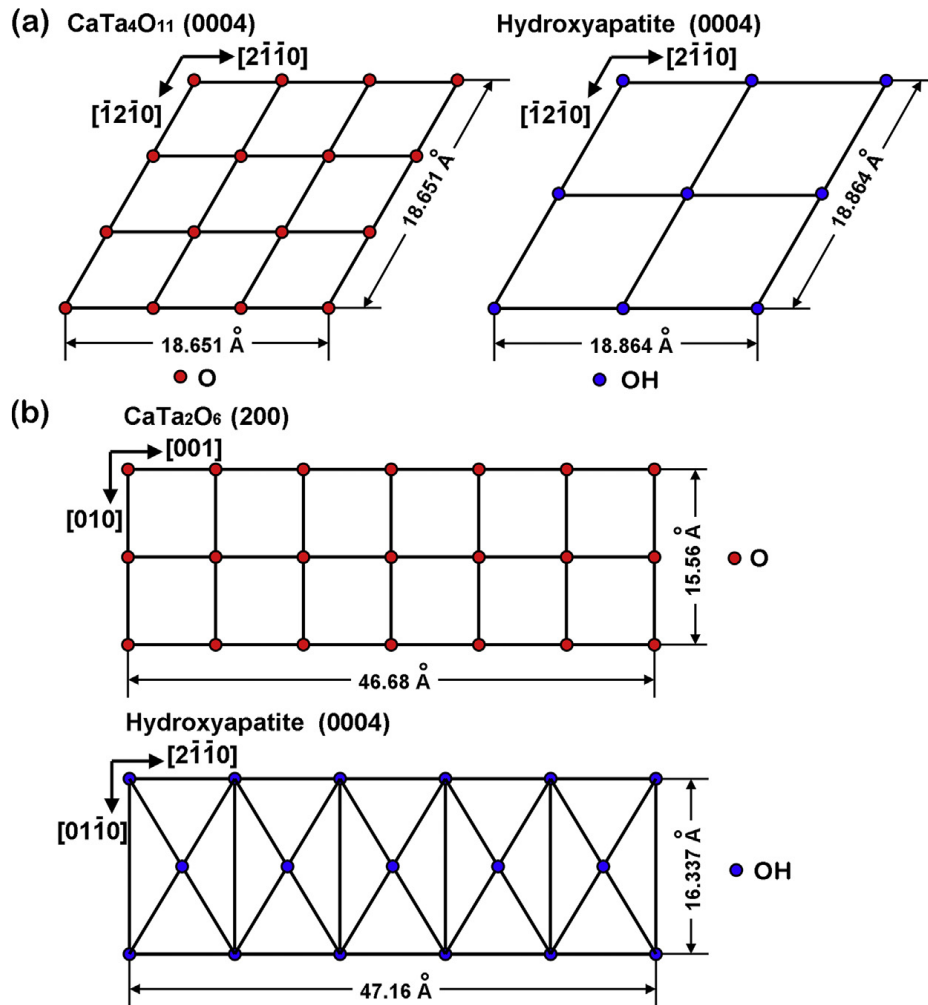 (a) CaTa₄O₁₁ (0004)
[2̄1̄10]
[1̄21̄0]
18.651 Å
18.651 Å
O
Hydroxyapatite (0004)
[21̄1̄0]
[1̄21̄0]
18.864 Å
18.864 Å
OH
(b) CaTa₂O₆ (200)
[001]
[010]
15.56 Å
O
46.68 Å
Hydroxyapatite (0004)
[21̄1̄0]
[011̄0]
16.337 Å
OH
47.16 Å